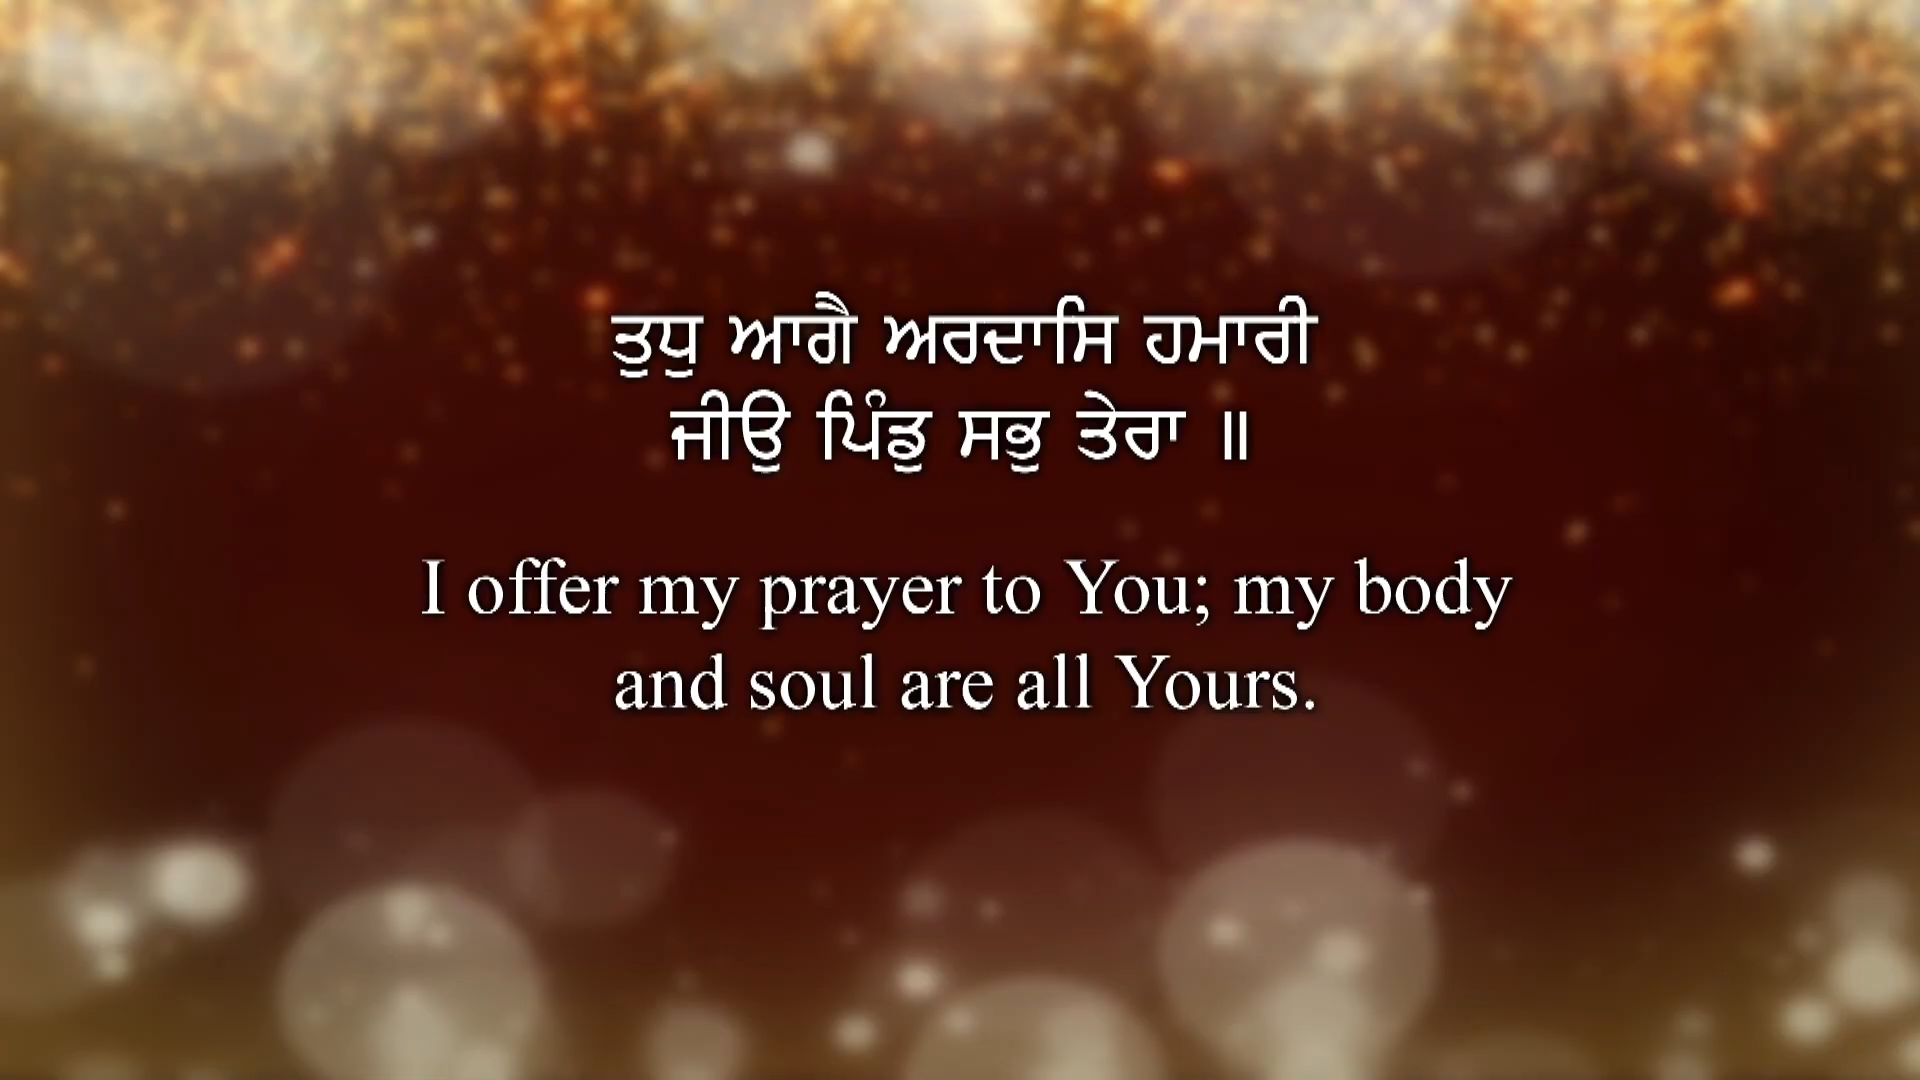 ਤੁਧੁ ਆਗੈ ਅਰਦਾਸਿ ਹਮਾਰੀ
ਜੀਉ ਪਿੰਡੁ ਸਭੁ ਤੇਰਾ ॥
I offer my prayer to You; my body
and soul are all Yours.